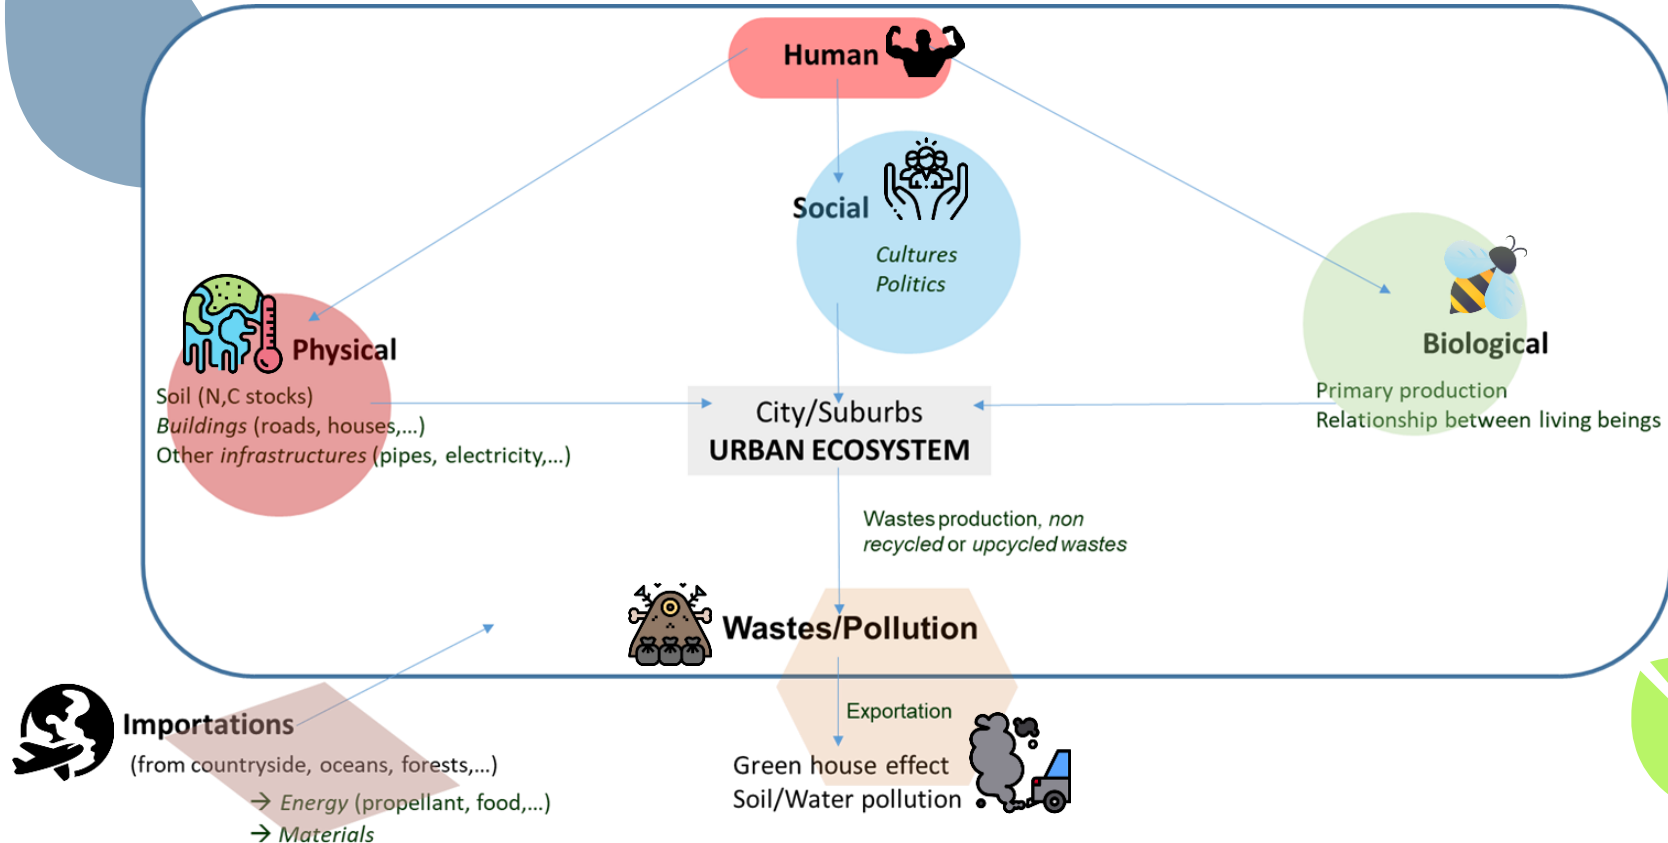 Human
Social
Cultures
Politics
Physical
Soil (N,C stocks)
Buildings (roads, houses,...)
Other infrastructures (pipes, electricity,...)
Biological
Primary production
Relationship between living beings
City/Suburbs
URBAN ECOSYSTEM
Wastes production, non
recycled or upcycled wastes
Wastes/Pollution
Importations
(from countryside, oceans, forests,...)
→ Energy (propellant, food,...)
→ Materials
Exportation
Green house effect
Soil/Water pollution